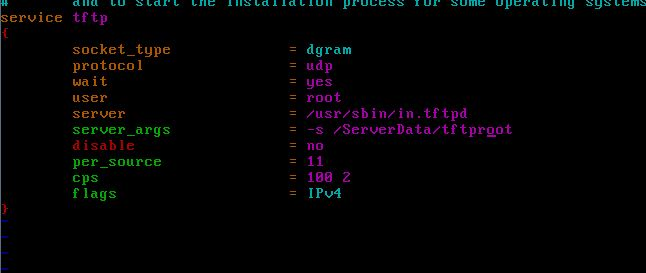 # and to start the installation process for some operating systems
service tftp
{
socket_type = dgram
protocol = udp
wait = yes
user = root
server = /usr/sbin/in.tftpd
server_args = -s /ServerData/tftproot
disable = no
per_source = 11
cps = 100 2
flags = IPv4
}
~
~
~